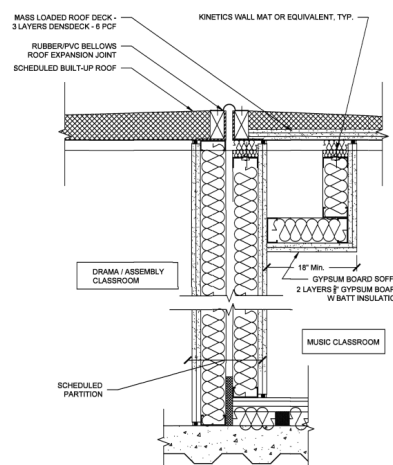 MASS LOADED ROOF DECK -
3 LAYERS DENSDECK - 6 PCF
KINETICS WALL MAT OR EQUIVALENT, TYP.
RUBBER/PVC BELLOWS
ROOF EXPANSION JOINT
SCHEDULED BUILT-UP ROOF
DRAMA / ASSEMBLY
CLASSROOM
18" Min.
GYPSUM BOARD SOFF
2 LAYERS GYPSUM BOAR
W BATT INSULATIO
MUSIC CLASSROOM
SCHEDULED
PARTITION